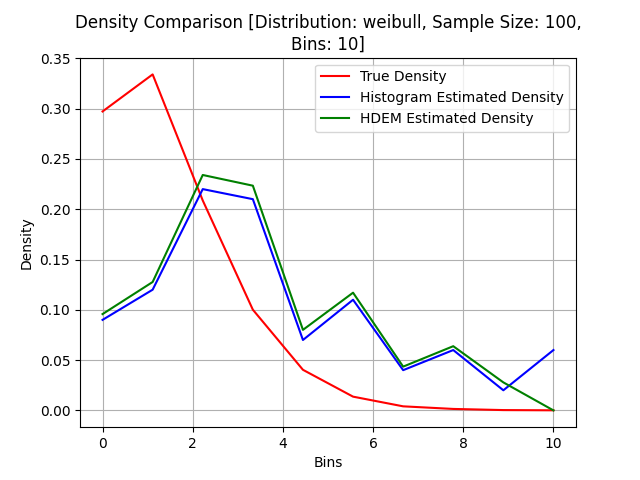 Density Comparison [Distribution: weibull, Sample Size: 100,
Bins: 10]
True Density
Histogram Estimated Density
HDEM Estimated Density
Density
0.35
0.30
0.25
0.20
0.15
0.10
0.05
0.00
0 2 4 6 8 10
Bins